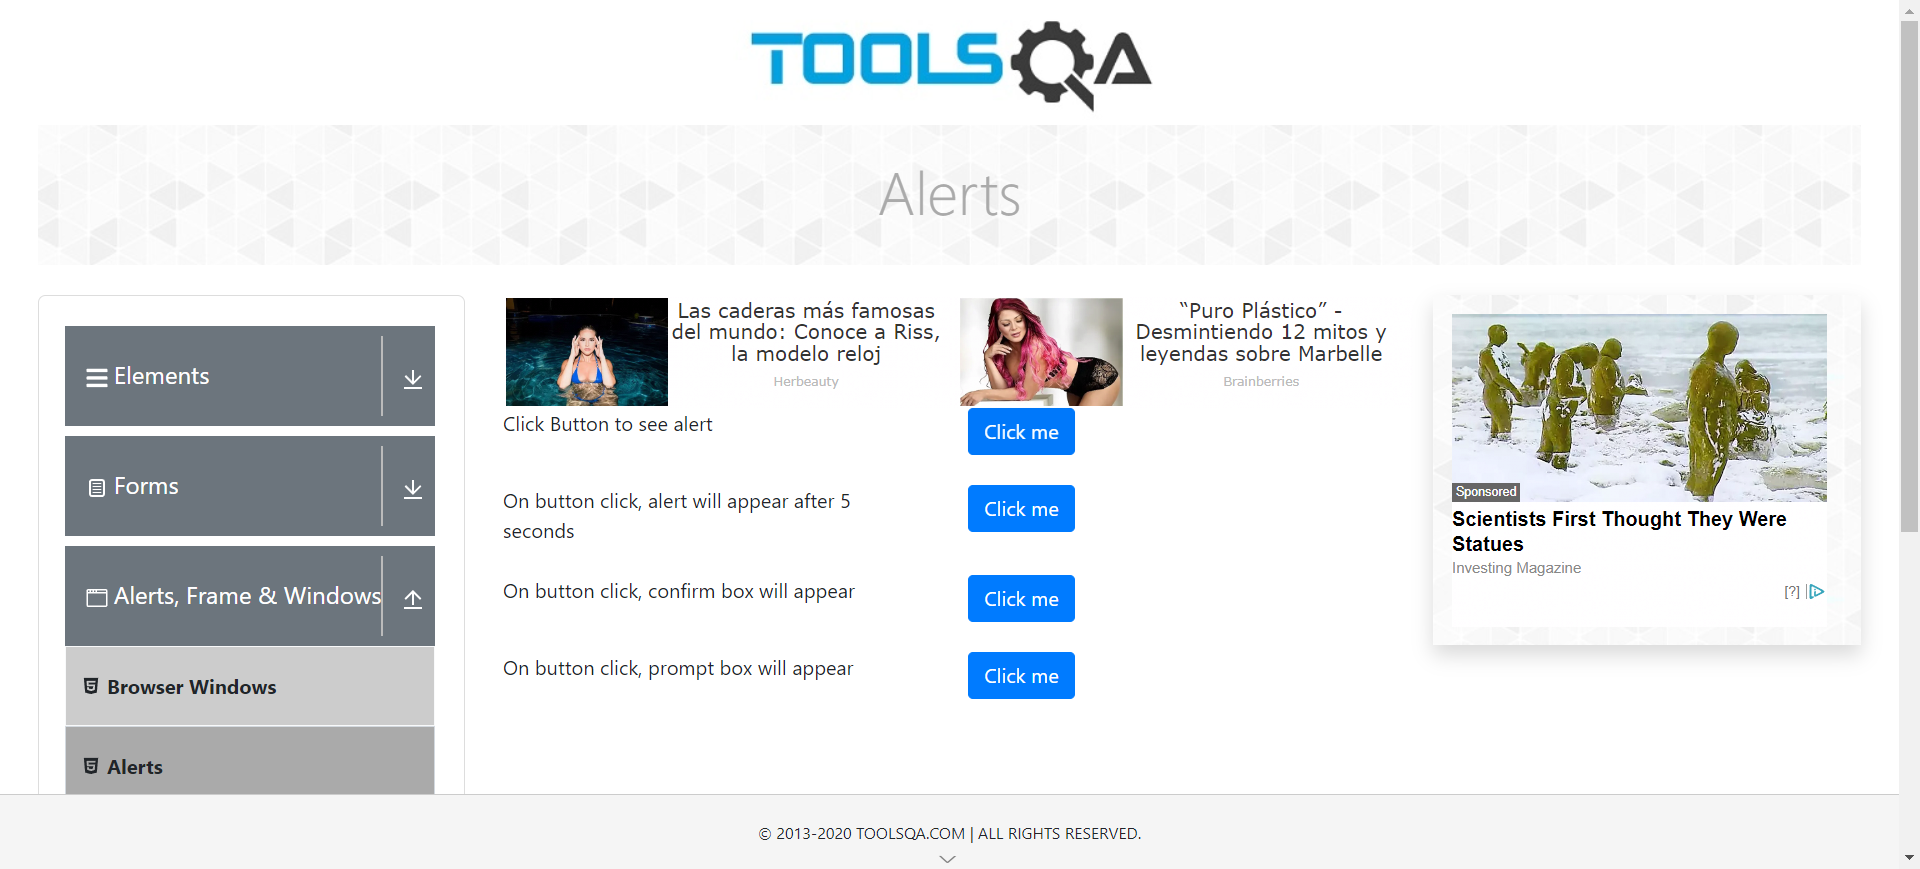 TOOLSQA
Alerts
Elements
Forms
Alerts, Frame & Windows
Browser Windows
Alerts
Las caderas más famosas
del mundo: Conoce a Riss,
la modelo reloj
Herbeauty
“Puro Plástico” -
Desmintiendo 12 mitos y
leyendas sobre Marbelle
Brainberries
Click Button to see alert
Click me
On button click, alert will appear after 5
seconds
Click me
On button click, confirm box will appear
Click me
On button click, prompt box will appear
Click me
Sponsored
Scientists First Thought They Were
Statues
Investing Magazine
[?]
© 2013-2020 TOOLSQA.COM | ALL RIGHTS RESERVED.